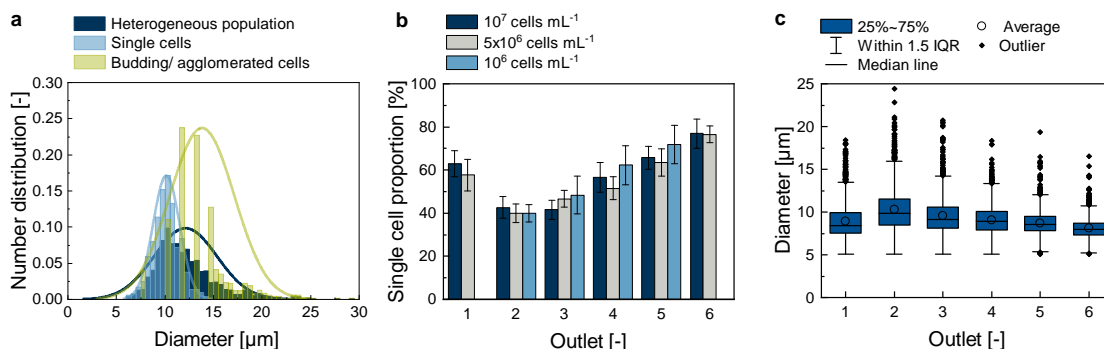 a
Heterogeneous population
Single cells
Budding/ agglomerated cells
Number distribution [-]
0.30
0.25
0.20
0.15
0.10
0.05
0.00
0 5 10 15 20 25 30
Diameter [µm]
b
10⁷ cells mL⁻¹
5x10⁶ cells mL⁻¹
10⁶ cells mL⁻¹
Single cell proportion [%]
100
80
60
40
20
0
1 2 3 4 5 6
Outlet [-]
c
25%~75%
Within 1.5 IQR
Median line
Average
Outlier
Diameter [µm]
25
20
15
10
5
0
1 2 3 4 5 6
Outlet [-]